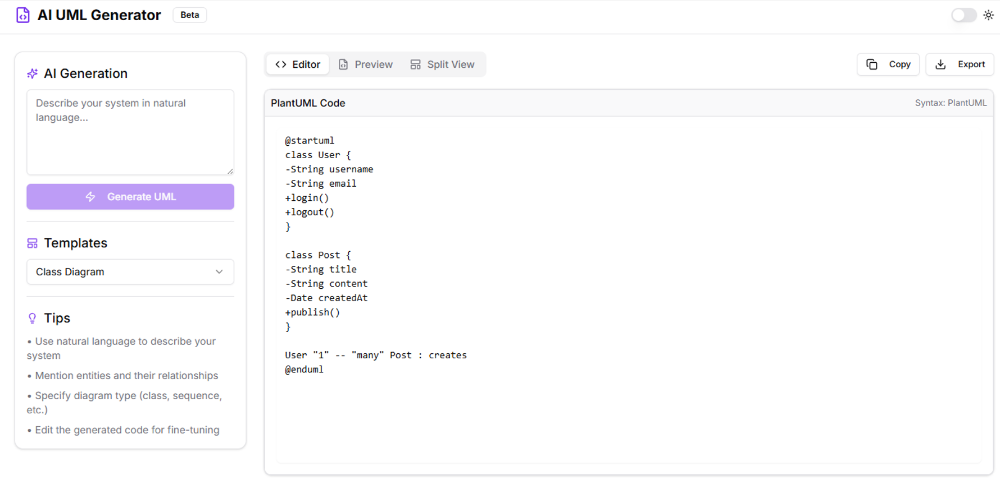 AI UML Generator
Beta
AI Generation
Describe your system in natural
language...
Generate UML
Templates
Class Diagram
Tips
• Use natural language to describe your
system
• Mention entities and their relationships
• Specify diagram type (class, sequence,
etc.)
• Edit the generated code for fine-tuning
Editor
Preview
Split View
Copy
Export
PlantUML Code
Syntax: PlantUML
@startuml
class User {
-String username
-String email
+login()
+logout()
}
class Post {
-String title
-String content
-Date createdAt
+publish()
}
User "1" -- "many" Post : creates
@enduml